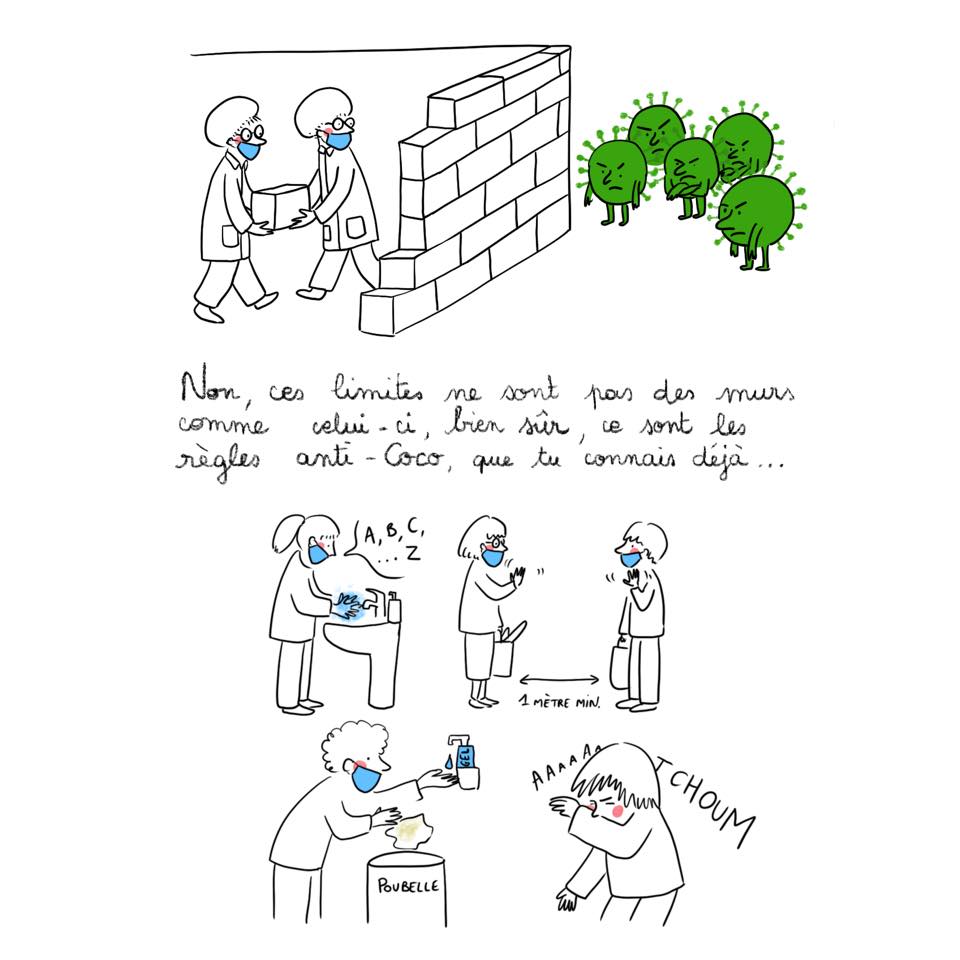 Non, ces limites ne sont pas des murs
comme celui-ci, bien sûr, ce sont les
règles anti-Coco, que tu connais déjà...
A, B, C,
... Z
1 MÈTRE MIN.
GEL
POUBELLE
AAAAAA
TCHOUM